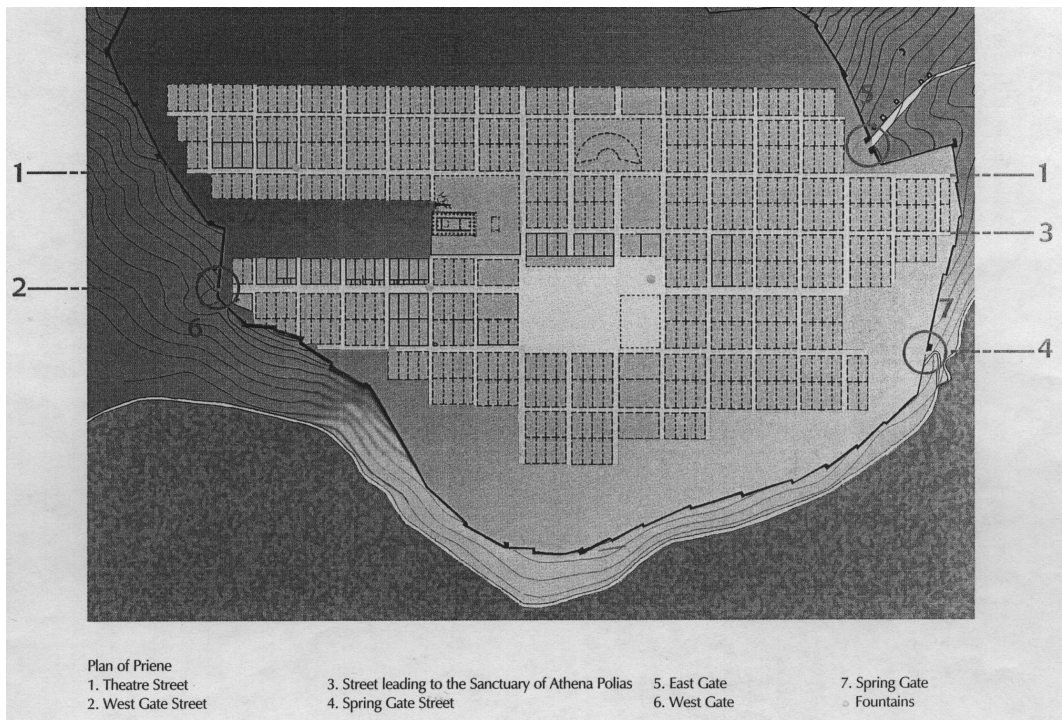 5
1
1
3
2
7
6
4
Plan of Priene
1. Theatre Street
2. West Gate Street
3. Street leading to the Sanctuary of Athena Polias
4. Spring Gate Street
5. East Gate
6. West Gate
7. Spring Gate
Fountains